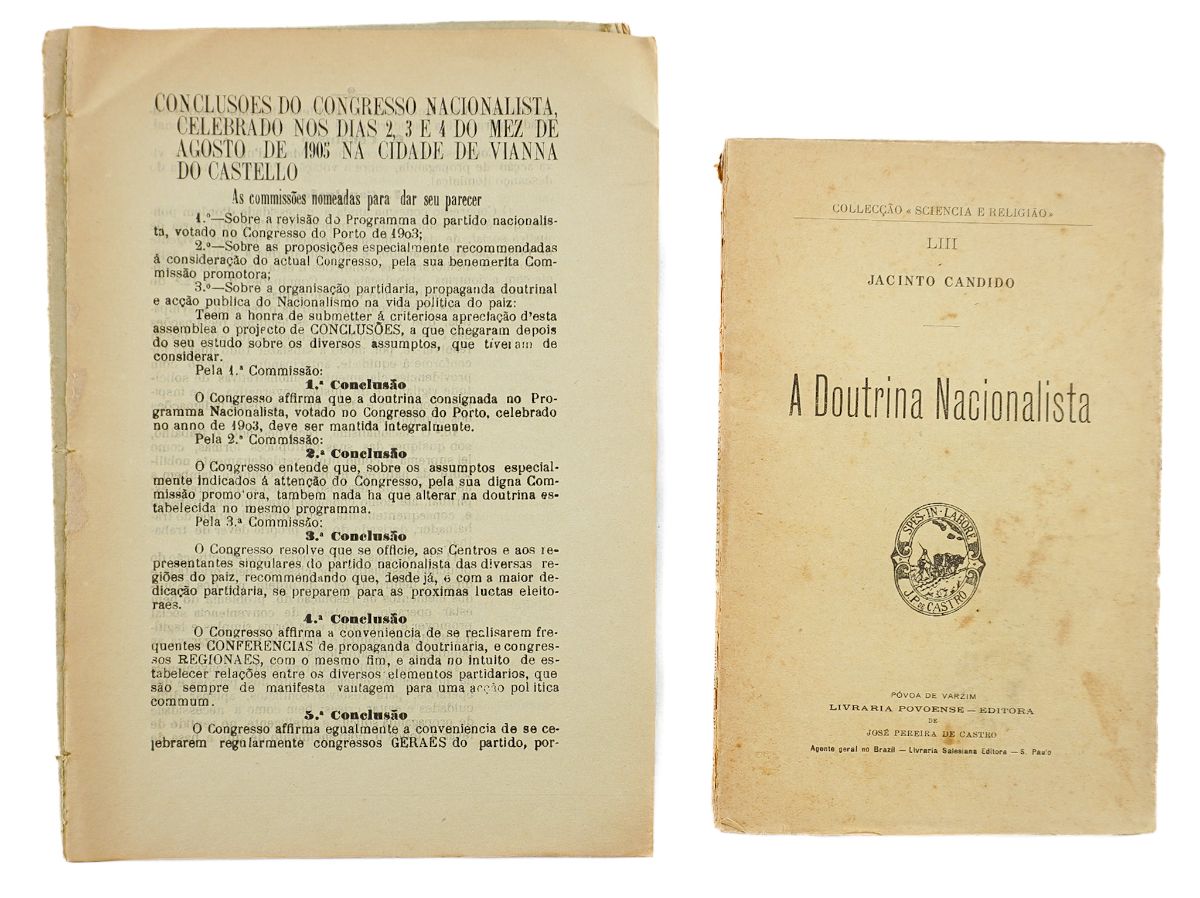 CONCLUSOES DO CONGRESSO NACIONALISTA,
CELEBRADO NOS DIAS 2, 3 E 4 DO MEZ DE
AGOSTO DE 1905 NA CIDADE DE VIANNA
DO CASTELLO
As commissões nomeadas para dar seu parecer
1.º—Sobre a revisão do Programma do partido nacionalis-
ta, votado no Congresso do Porto de 1903;
2.º—Sobre as proposições especialmente recommendadas
á consideração do actual Congresso, pela sua benemerita Com-
missão promotora;
3.º—Sobre a organisação partidaria, propaganda doutrinal
e acção publica do Nacionalismo na vida politica do paiz:
Teem a honra de submetter á criteriosa apreciação d'esta
assemblea o projecto de CONCLUSÕES, a que chegaram depois
do seu estudo sobre os diversos assumptos, que tiveram de
considerar.
Pela 1.ª Commissão:
1.ª Conclusão
O Congresso affirma que a doutrina consignada no Pro-
gramma Nacionalista, votado no Congresso do Porto, celebrado
no anno de 1903, deve ser mantida integralmente.
Pela 2.ª Commissão:
2.ª Conclusão
O Congresso entende que, sobre os assumptos especial-
mente indicados á attenção do Congresso, pela sua digna Com-
missão promo'ora, tambem nada ha que alterar na doutrina es-
tabelecida no mesmo programma.
Pela 3.ª Commissão:
3.ª Conclusão
O Congresso resolve que se officie, aos Centros e aos re-
presentantes singulares do partido nacionalista das diversas re-
giões do paiz, recommendando que, desde já, e com a maior de-
dicação partidaria, se preparem para as proximas luctas eleito-
raes.
4.ª Conclusão
O Congresso affirma a conveniencia de se realisarem fre-
quentes CONFERENCIAS de propaganda doutrinaria, e congres-
sos REGIONAES, com o mesmo fim, e ainda no intuito de es-
tabelecer relações entre os diversos elementos partidarios, que
são sempre de manifesta vantagem para uma acção politica
commum.
5.ª Conclusão
O Congresso affirma egualmente a conveniencia de se ce-
lebrarem regularmente congressos GERAES do partido, por-
COLLECÇÃO « SCIENCIA E RELIGIÃO»
LIII
JACINTO CANDIDO
A Doutrina Nacionalista
SPES·IN·LABORE
J.P. DE CASTRO
PÓVOA DE VARZIM
LIVRARIA POVOENSE — EDITORA
DE
JOSÉ PEREIRA DE CASTRO
Agente geral no Brazil — Livraria Salesiana Editora — S. Paulo